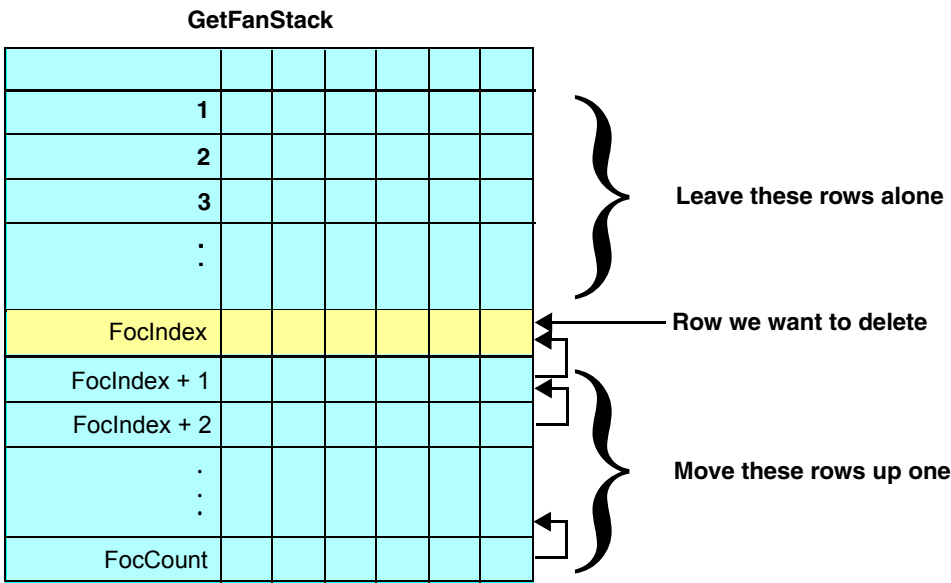 GetFanStack
1
2
3
.
.
Leave these rows alone
FocIndex
Row we want to delete
FocIndex + 1
FocIndex + 2
.
.
.
Move these rows up one
FocCount